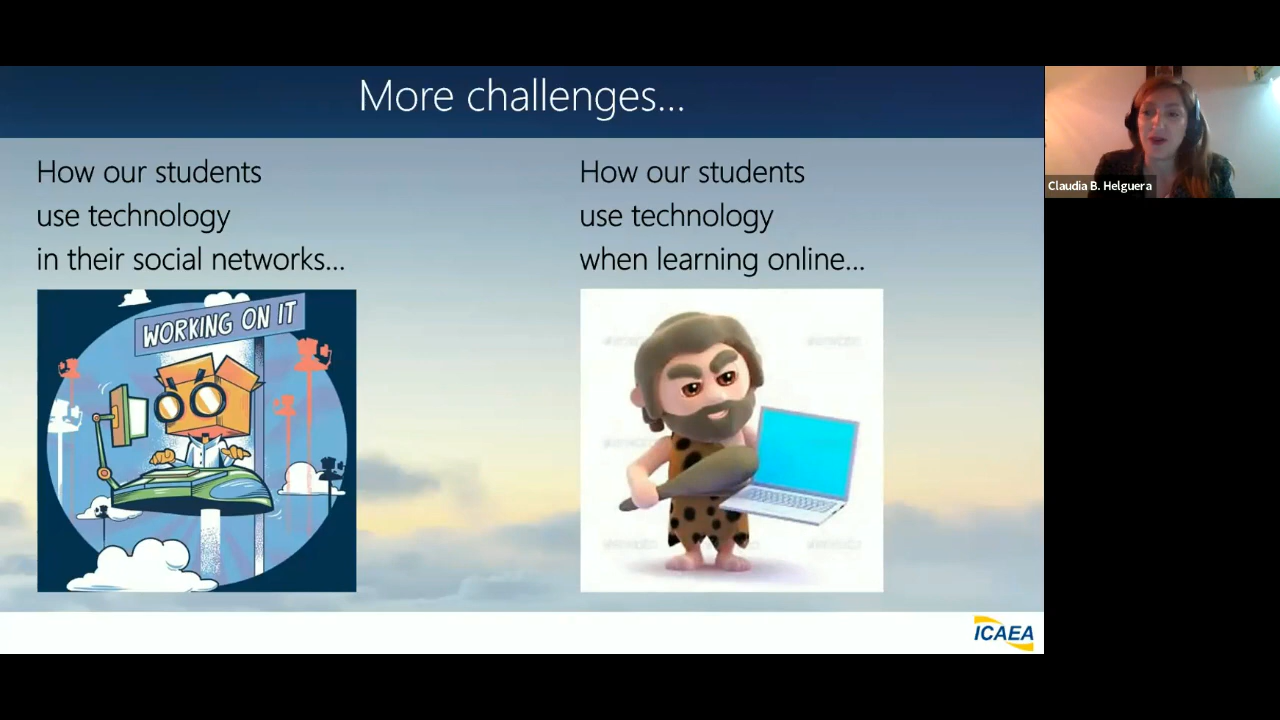 More challenges...
How our students
use technology
in their social networks...
How our students
use technology
when learning online...
WORKING ON IT
ICAEA
Claudia B. Helguera